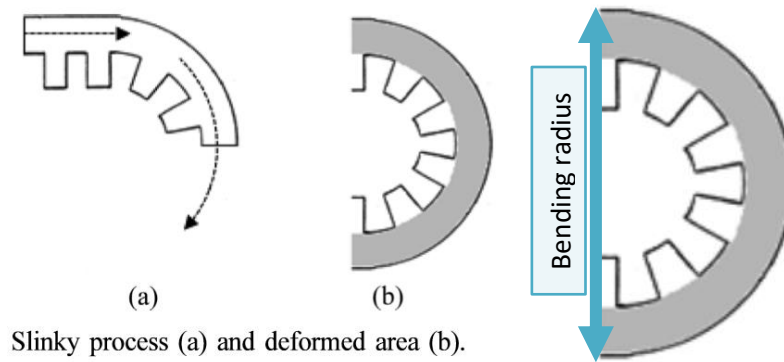 (a)
(b)
Bending radius
Slinky process (a) and deformed area (b).